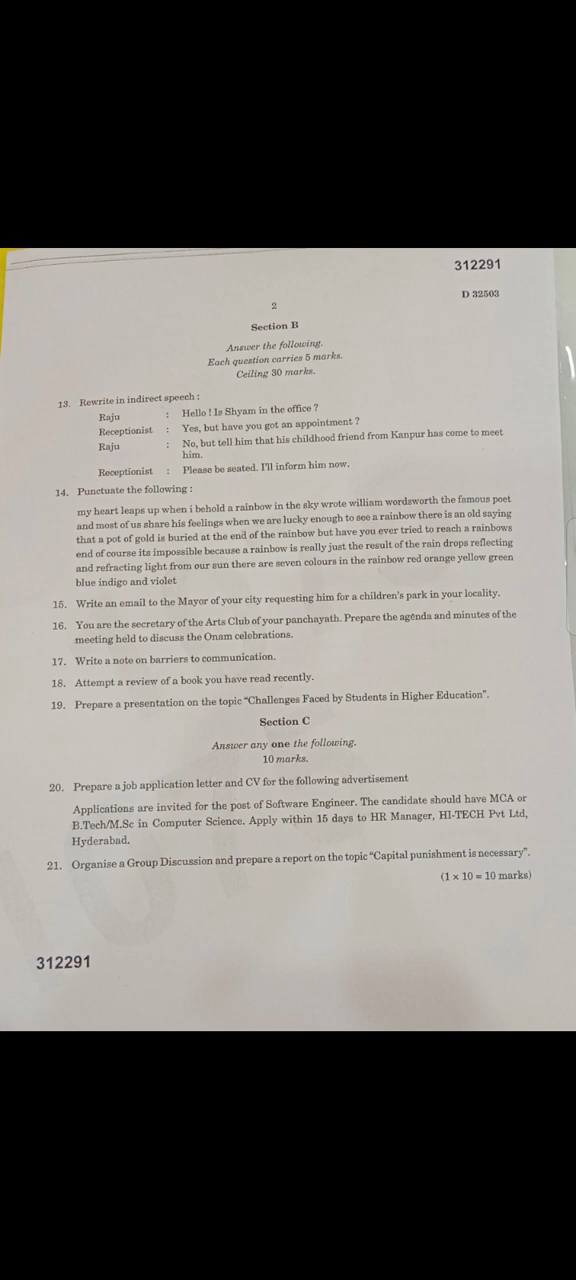 312291
D 32503
2
Section B
Answer the following.
Each question carries 5 marks.
Ceiling 30 marks.
13. Rewrite in indirect speech :
Raju : Hello ! Is Shyam in the office ?
Receptionist : Yes, but have you got an appointment ?
Raju : No, but tell him that his childhood friend from Kanpur has come to meet
him.
Receptionist : Please be seated. I'll inform him now.
14. Punctuate the following :
my heart leaps up when i behold a rainbow in the sky wrote william wordsworth the famous poet
and most of us share his feelings when we are lucky enough to see a rainbow there is an old saying
that a pot of gold is buried at the end of the rainbow but have you ever tried to reach a rainbows
end of course its impossible because a rainbow is really just the result of the rain drops reflecting
and refracting light from our sun there are seven colours in the rainbow red orange yellow green
blue indigo and violet
15. Write an email to the Mayor of your city requesting him for a children's park in your locality.
16. You are the secretary of the Arts Club of your panchayath. Prepare the agenda and minutes of the
meeting held to discuss the Onam celebrations.
17. Write a note on barriers to communication.
18. Attempt a review of a book you have read recently.
19. Prepare a presentation on the topic "Challenges Faced by Students in Higher Education".
Section C
Answer any one the following.
10 marks.
20. Prepare a job application letter and CV for the following advertisement
Applications are invited for the post of Software Engineer. The candidate should have MCA or
B.Tech/M.Sc in Computer Science. Apply within 15 days to HR Manager, HI-TECH Pvt Ltd,
Hyderabad.
21. Organise a Group Discussion and prepare a report on the topic "Capital punishment is necessary".
(1 × 10 = 10 marks)
312291